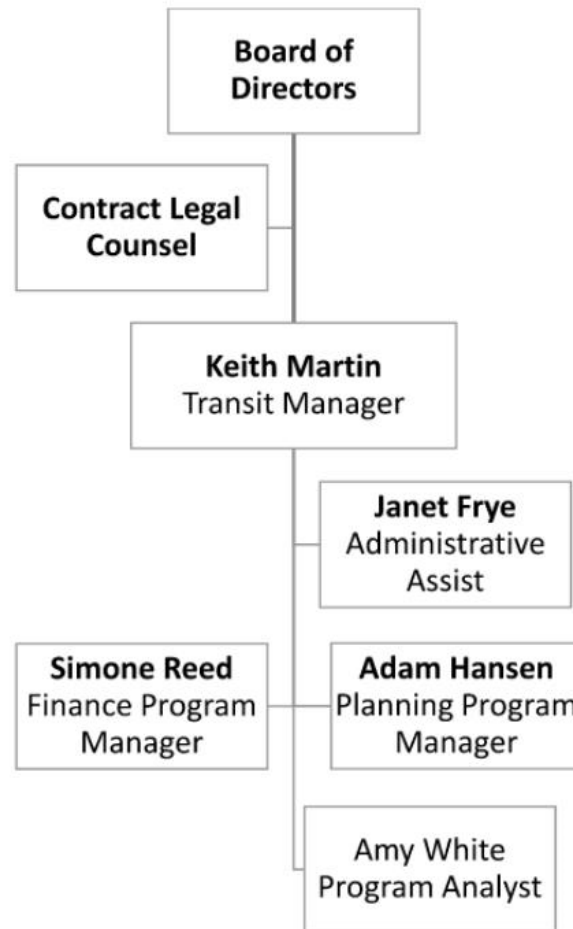 Board of
Directors
Contract Legal
Counsel
Keith Martin
Transit Manager
Janet Frye
Administrative
Assist
Simone Reed
Finance Program
Manager
Adam Hansen
Planning Program
Manager
Amy White
Program Analyst